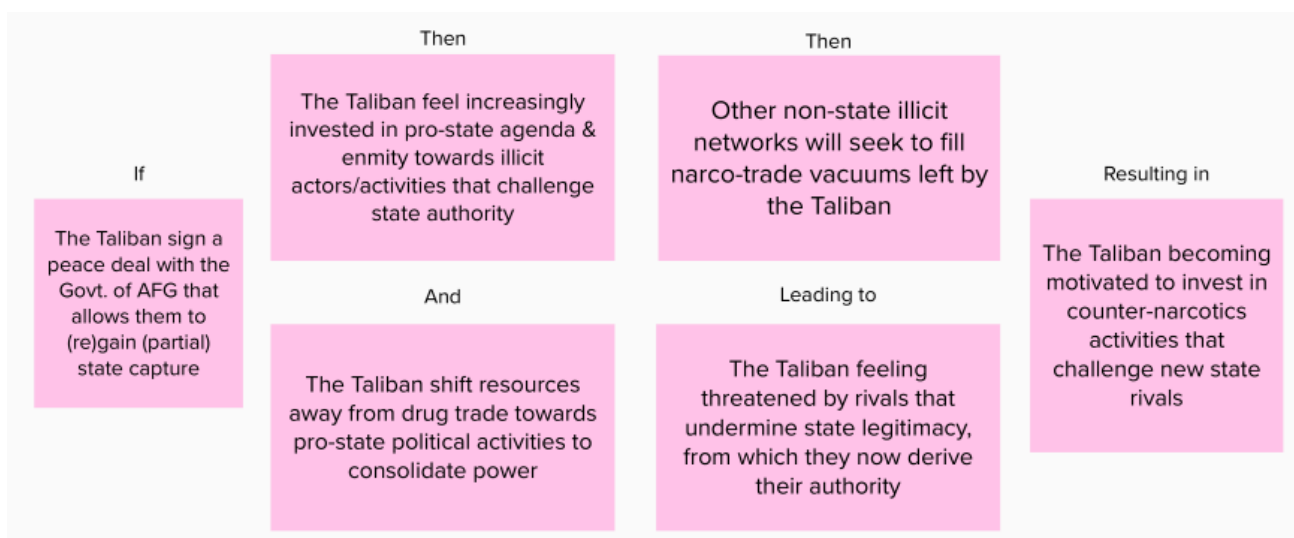 If
The Taliban sign a
peace deal with the
Govt. of AFG that
allows them to
(re)gain (partial)
state capture
Then
The Taliban feel increasingly
invested in pro-state agenda &
enmity towards illicit
actors/activities that challenge
state authority
And
The Taliban shift resources
away from drug trade towards
pro-state political activities to
consolidate power
Then
Other non-state illicit
networks will seek to fill
narco-trade vacuums left by
the Taliban
Leading to
The Taliban feeling
threatened by rivals that
undermine state legitimacy,
from which they now derive
their authority
Resulting in
The Taliban becoming
motivated to invest in
counter-narcotics
activities that
challenge new state
rivals